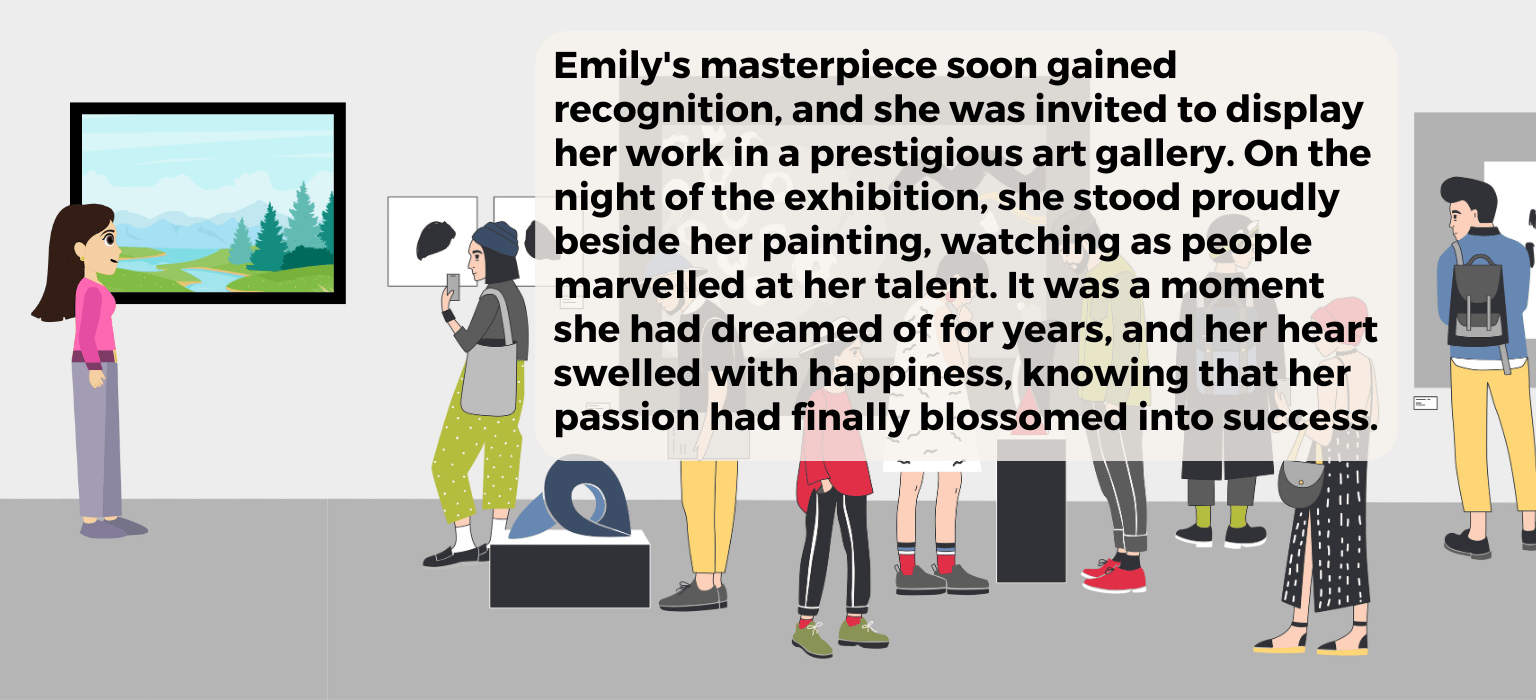 Emily's masterpiece soon gained
recognition, and she was invited to display
her work in a prestigious art gallery. On the
night of the exhibition, she stood proudly
beside her painting, watching as people
marvelled at her talent. It was a moment
she had dreamed of for years, and her heart
swelled with happiness, knowing that her
passion had finally blossomed into success.